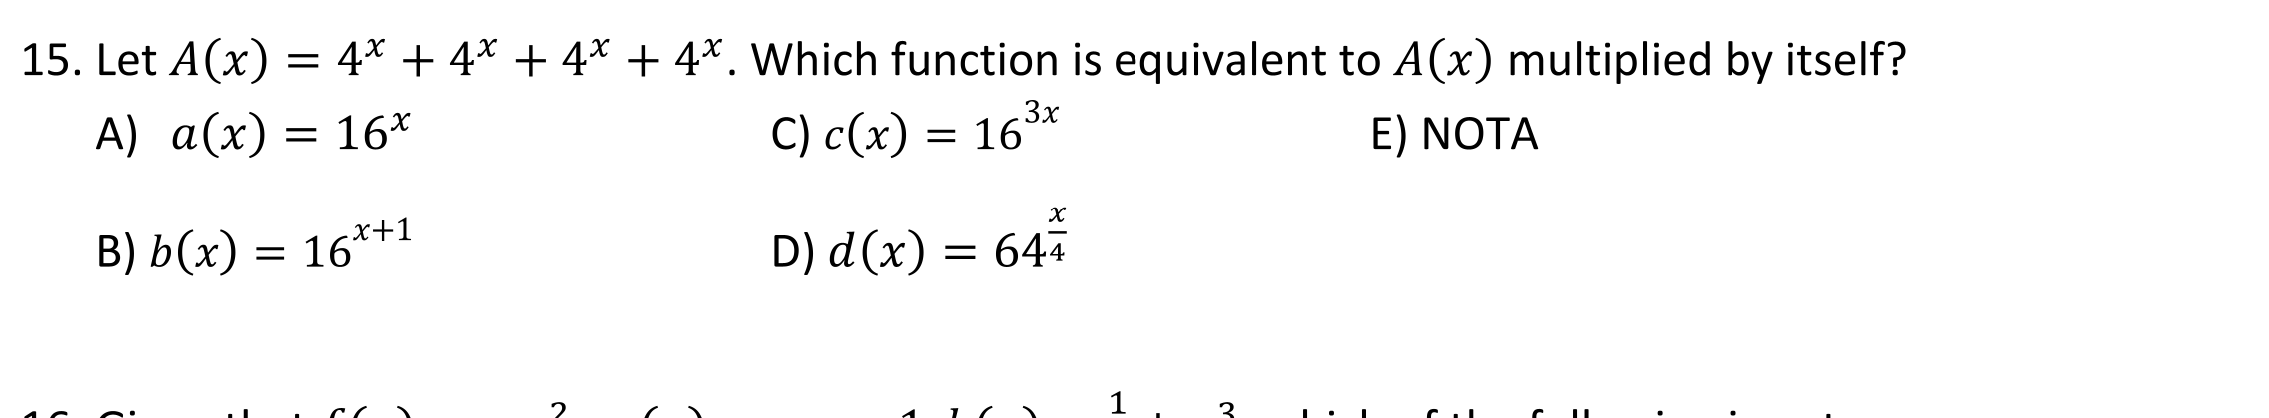 15. Let A(x) = 4^x + 4^x + 4^x + 4^x. Which function is equivalent to A(x) multiplied by itself?
A) a(x) = 16^x C) c(x) = 16^{3x} E) NOTA
B) b(x) = 16^{x+1} D) d(x) = 64^{\frac{x}{4}}